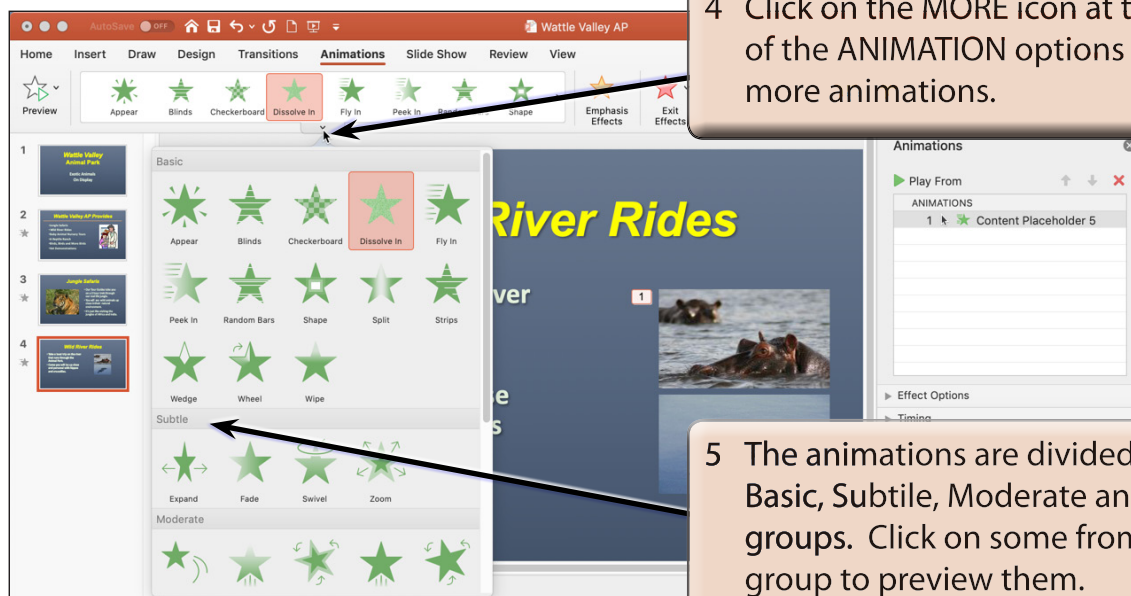 AutoSave OFF
Wattle Valley AP
Home Insert Draw Design Transitions Animations Slide Show Review View
Preview
Appear Blinds Checkerboard Dissolve In Fly In Peek In Shape
Emphasis Effects
Exit Effects
4 Click on the MORE icon at
of the ANIMATION options
more animations.
1
Wattle Valley
Animal Park
Exotic Animals
On Display
2
Wattle Valley AP Provides
3
Jungle Safaris
4
Wild River Rides
Basic
Appear Blinds Checkerboard Dissolve In Fly In
Peek In Random Bars Shape Split Strips
Wedge Wheel Wipe
Subtle
Expand Fade Swivel Zoom
Moderate
River Rides
1
Animations
Play From
ANIMATIONS
1 Content Placeholder 5
Effect Options
Timing
5 The animations are divided
Basic, Subtile, Moderate
groups. Click on some
group to preview them.